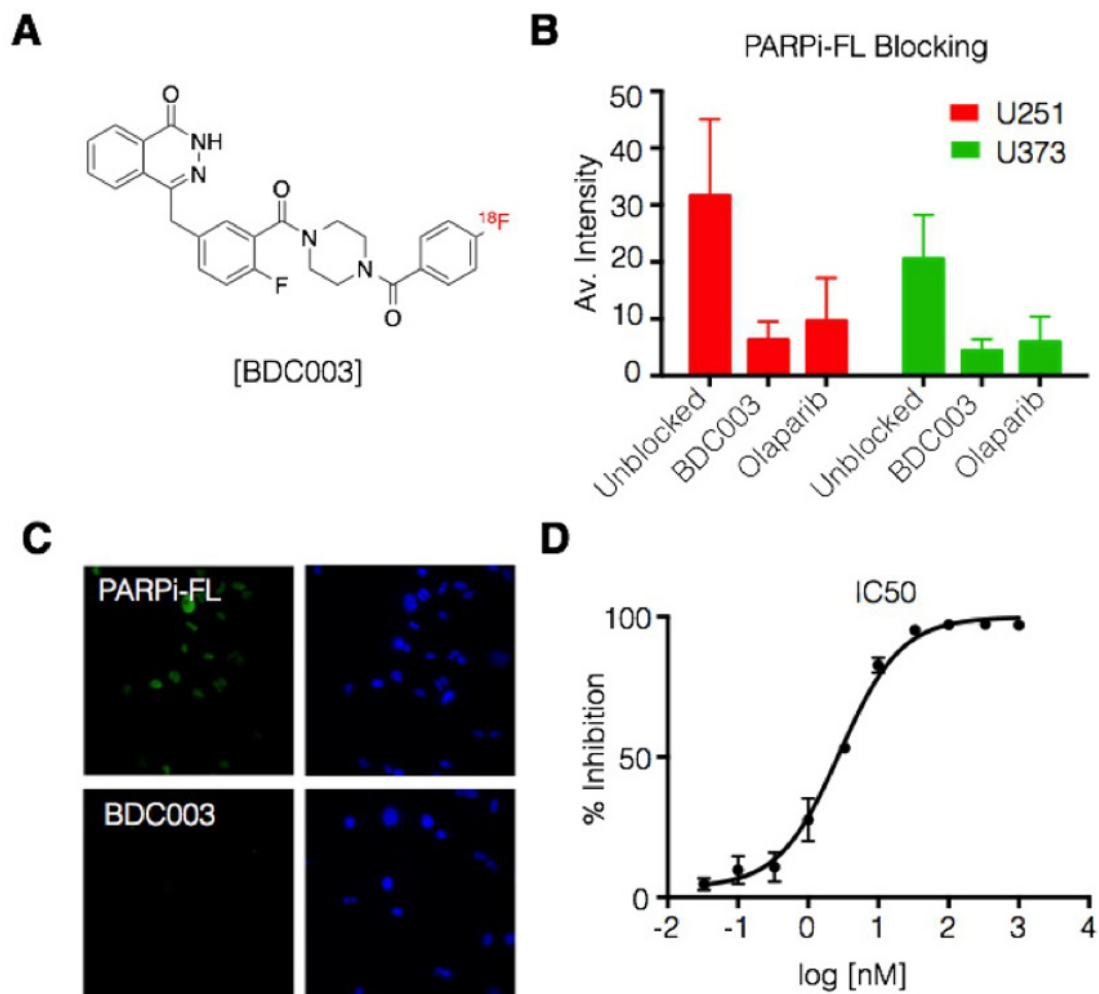 A
O
NH
N
O
N
N
F
O
18F
[BDC003]
B
PARPi-FL Blocking
U251
U373
Av. Intensity
50
40
30
20
10
0
Unblocked
BDC003
Olaparib
Unblocked
BDC003
Olaparib
C
PARPi-FL
BDC003
D
IC50
% Inhibition
100
50
0
-2 -1 0 1 2 3 4
log [nM]